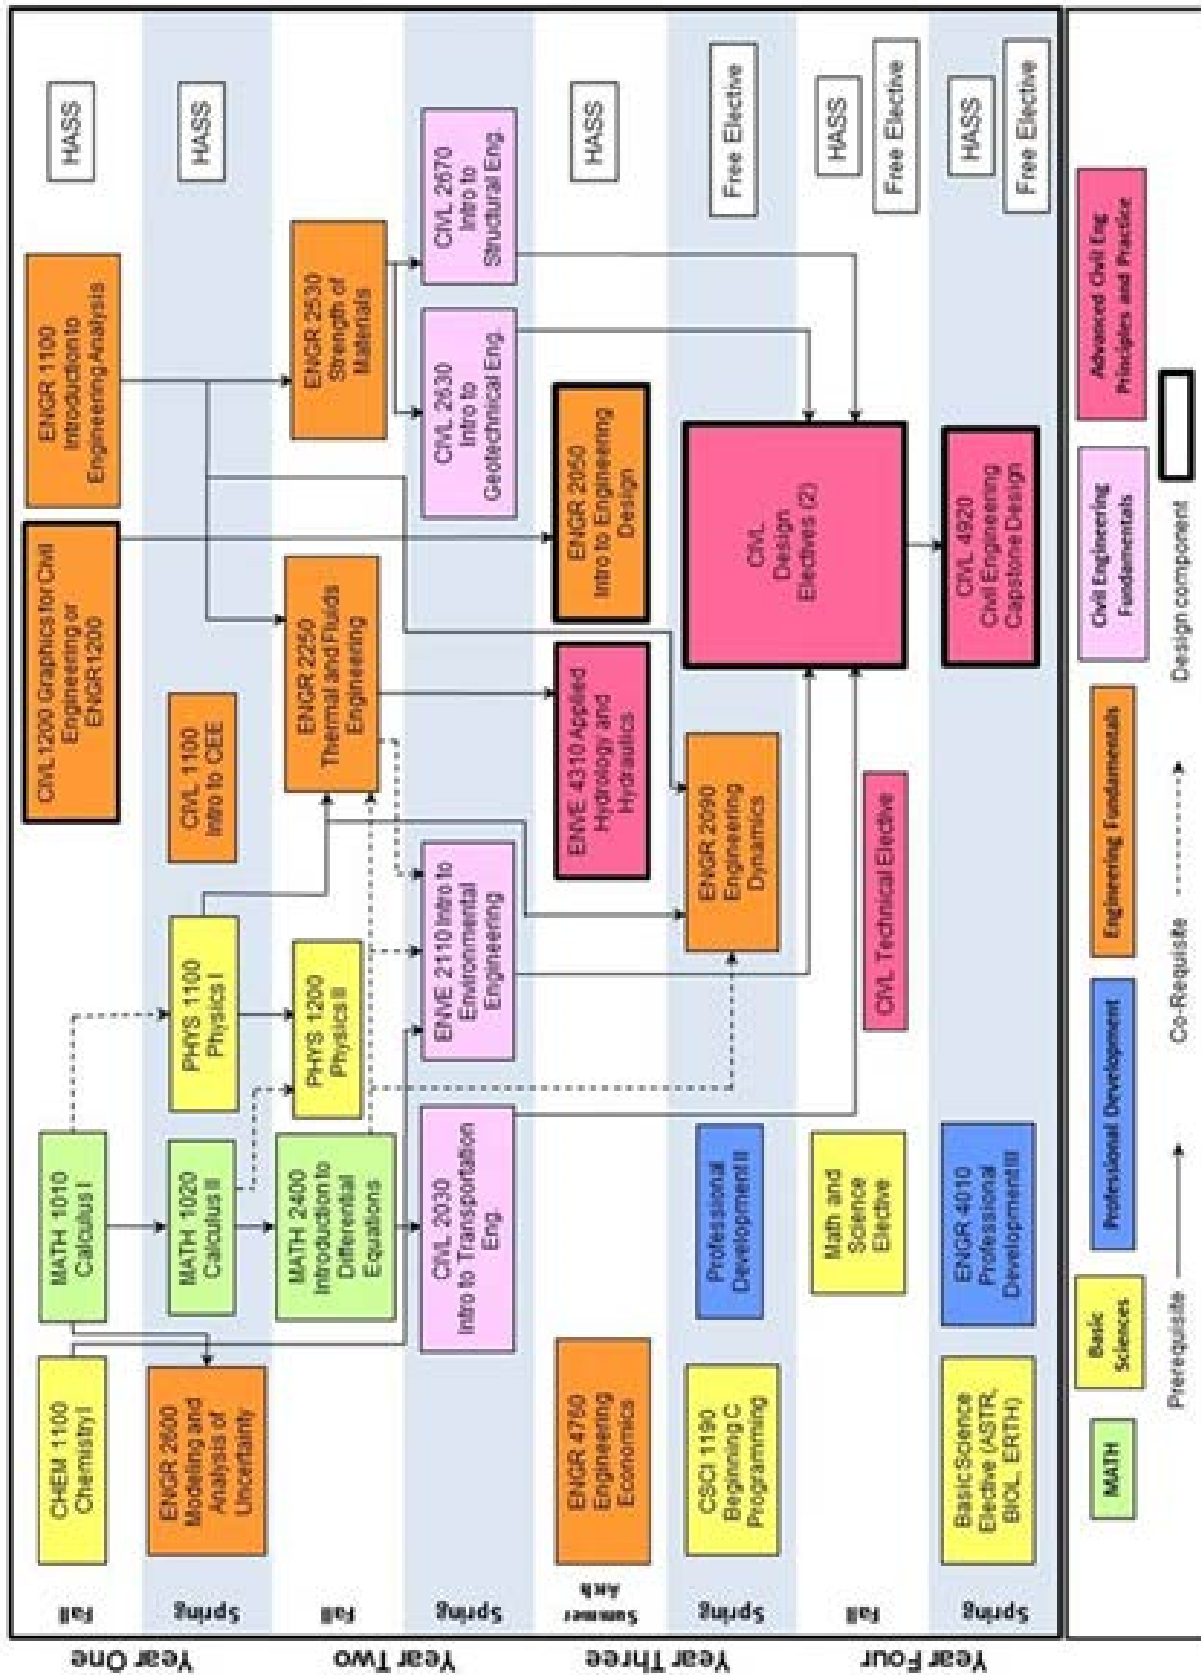 Year One
Fall
CHEM 1100
Chemistry I
MATH 1010
Calculus I
CIVL1200 Graphics for Civil
Engineering or
ENGR1200
ENGR 1100
Introduction to
Engineering Analysis
HASS
Spring
ENGR 2600
Modeling and
Analysis of
Uncertainty
MATH 1020
Calculus II
PHYS 1100
Physics I
CIVL 1100
Intro to CEE
HASS
Year Two
Fall
MATH 2400
Introduction to
Differential
Equations
PHYS 1200
Physics II
ENGR 2250
Thermal and Fluids
Engineering
ENGR 2530
Strength of
Materials
Spring
CIVL 2030
Intro to Transportation
Eng.
ENVE 2110 Intro to
Environmental
Engineering
CIVL 2630
Intro to
Geotechnical Eng.
CIVL 2670
Intro to
Structural Eng.
Year Three
Summer
Arch
ENGR 4760
Engineering
Economics
ENVE 4310 Applied
Hydrology and
Hydraulics
ENGR 2050
Intro to Engineering
Design
HASS
Spring
CSCI 1190
Beginning C
Programming
Professional
Development II
ENGR 2090
Engineering
Dynamics
CIVL
Design
Electives (2)
Free Elective
Year Four
Fall
Math and
Science
Elective
CIVL Technical Elective
HASS
Free Elective
Spring
Basic Science
Elective (ASTR,
BIOL, ERTH)
ENGR 4010
Professional
Development III
CIVL 4920
Civil Engineering
Capstone Design
HASS
Free Elective
MATH
Basic
Sciences
Professional Development
Engineering Fundamentals
Civil Engineering
Fundamentals
Advanced Civil Eng
Principles and Practice
Prerequisite
Co-Requisite
Design component